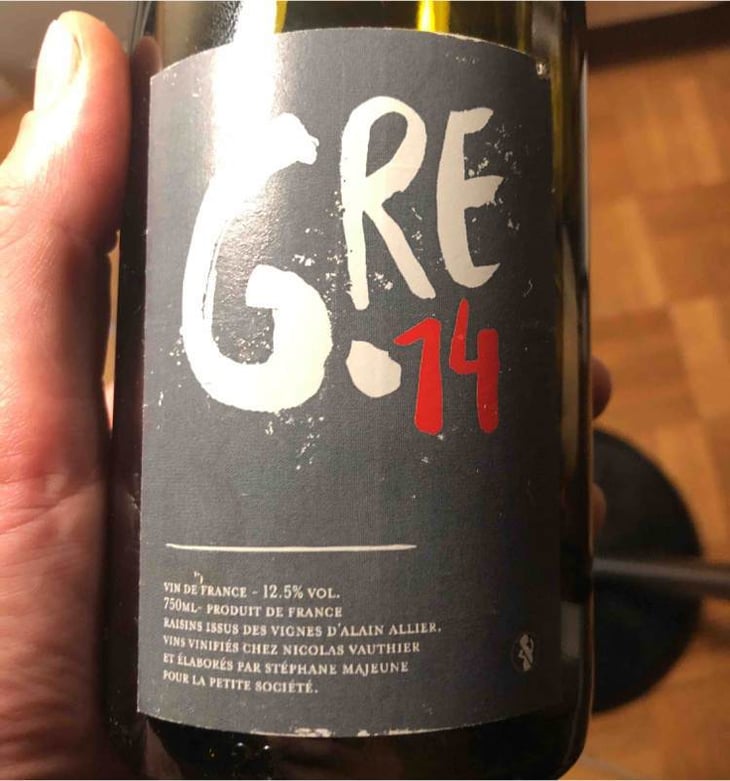 G.RE
.14
VIN DE FRANCE - 12.5% VOL.
750ML- PRODUIT DE FRANCE
RAISINS ISSUS DES VIGNES D'ALAIN ALLIER,
VINS VINIFIÉS CHEZ NICOLAS VAUTHIER
ET ÉLABORÉS PAR STÉPHANE MAJEUNE
POUR LA PETITE SOCIÉTÉ.